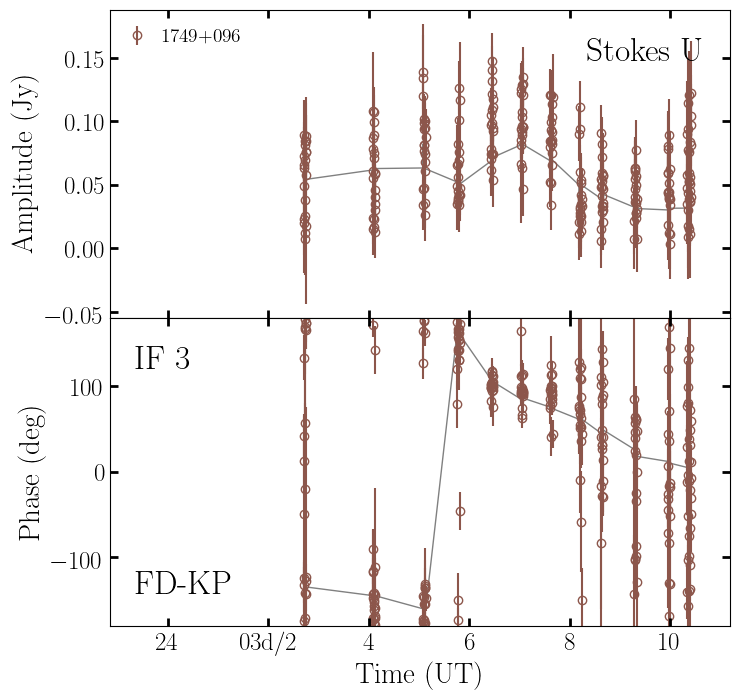 1749+096
Stokes U
Amplitude (Jy)
0.15
0.10
0.05
0.00
−0.05
IF 3
FD-KP
Phase (deg)
100
0
−100
24 03d/2 4 6 8 10
Time (UT)